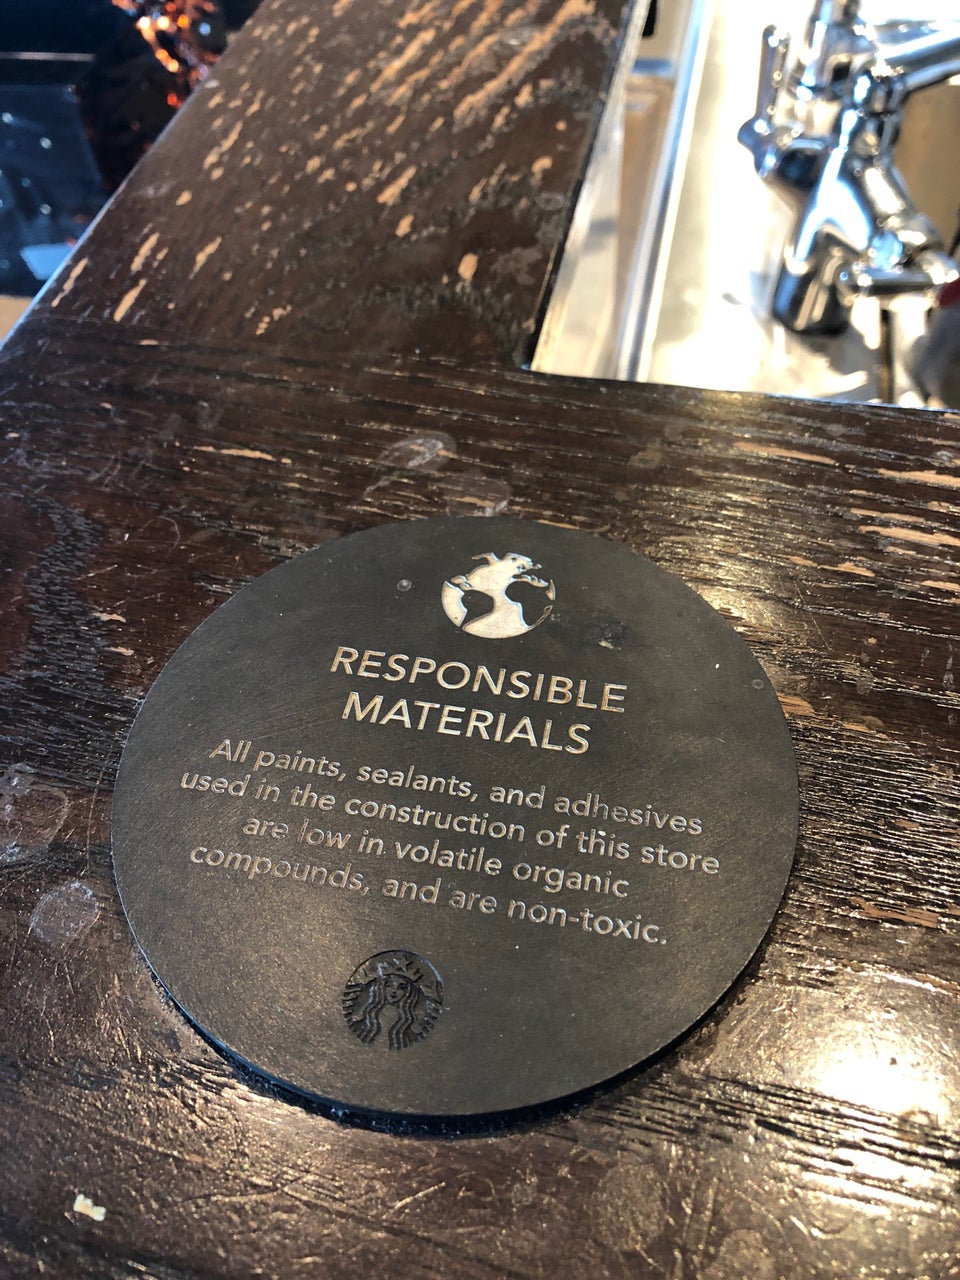 RESPONSIBLE
MATERIALS
All paints, sealants, and adhesives
used in the construction of this store
are low in volatile organic
compounds, and are non-toxic.